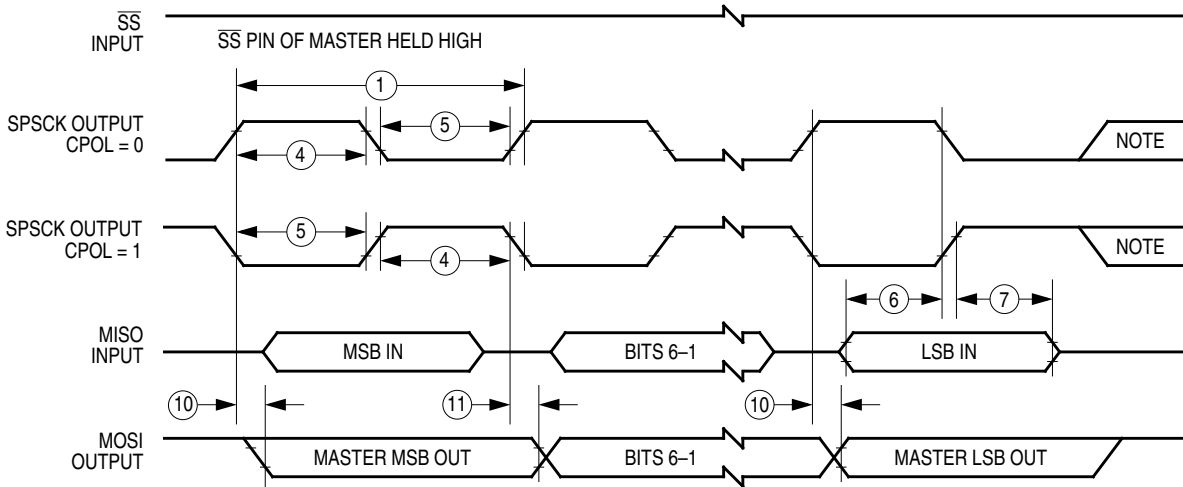 SS
INPUT
SS PIN OF MASTER HELD HIGH
1
SPSCK OUTPUT
CPOL = 0
5
4
NOTE
SPSCK OUTPUT
CPOL = 1
5
4
NOTE
6
7
MISO
INPUT
MSB IN
BITS 6–1
LSB IN
10
11
10
MOSI
OUTPUT
MASTER MSB OUT
BITS 6–1
MASTER LSB OUT